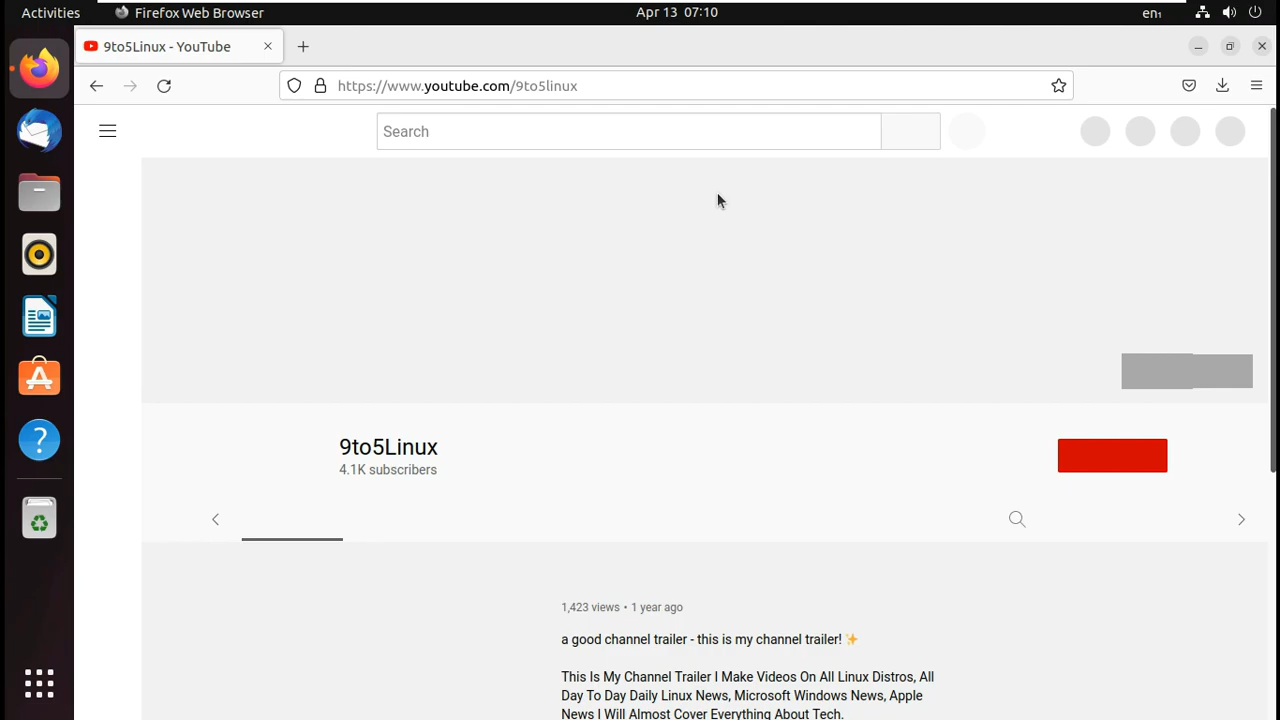 Activities
Firefox Web Browser
Apr 13 07:10
en₁
9to5Linux - YouTube
https://www.youtube.com/9to5linux
Search
9to5Linux
4.1K subscribers
1,423 views • 1 year ago
a good channel trailer - this is my channel trailer! ✨
This Is My Channel Trailer I Make Videos On All Linux Distros, All
Day To Day Daily Linux News, Microsoft Windows News, Apple
News I Will Almost Cover Everything About Tech.